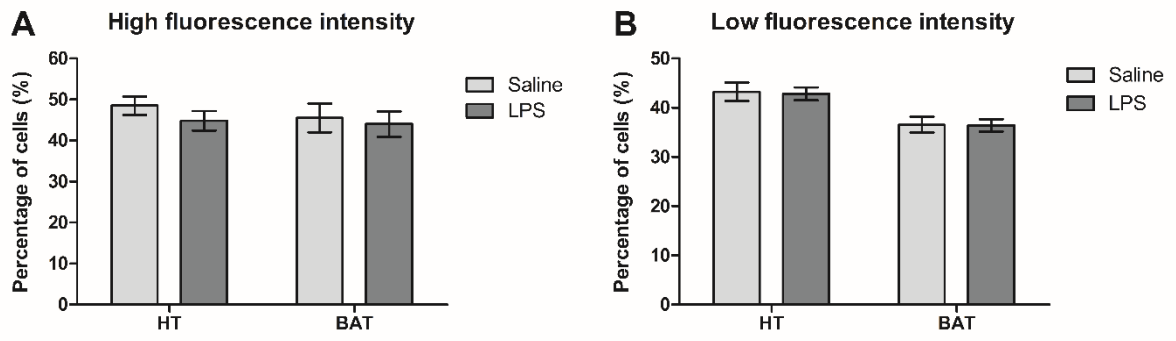 A
High fluorescence intensity
Percentage of cells (%)
60
50
40
30
20
10
0
HT
BAT
Saline
LPS
B
Low fluorescence intensity
Percentage of cells (%)
50
40
30
20
10
0
HT
BAT
Saline
LPS